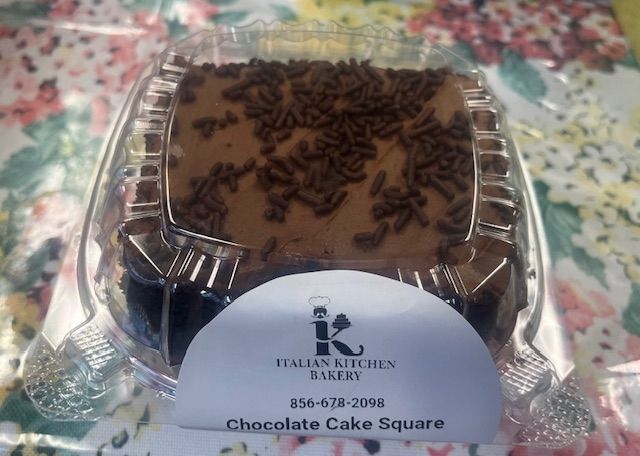 K
ITALIAN KITCHEN
BAKERY
856-678-2098
Chocolate Cake Square